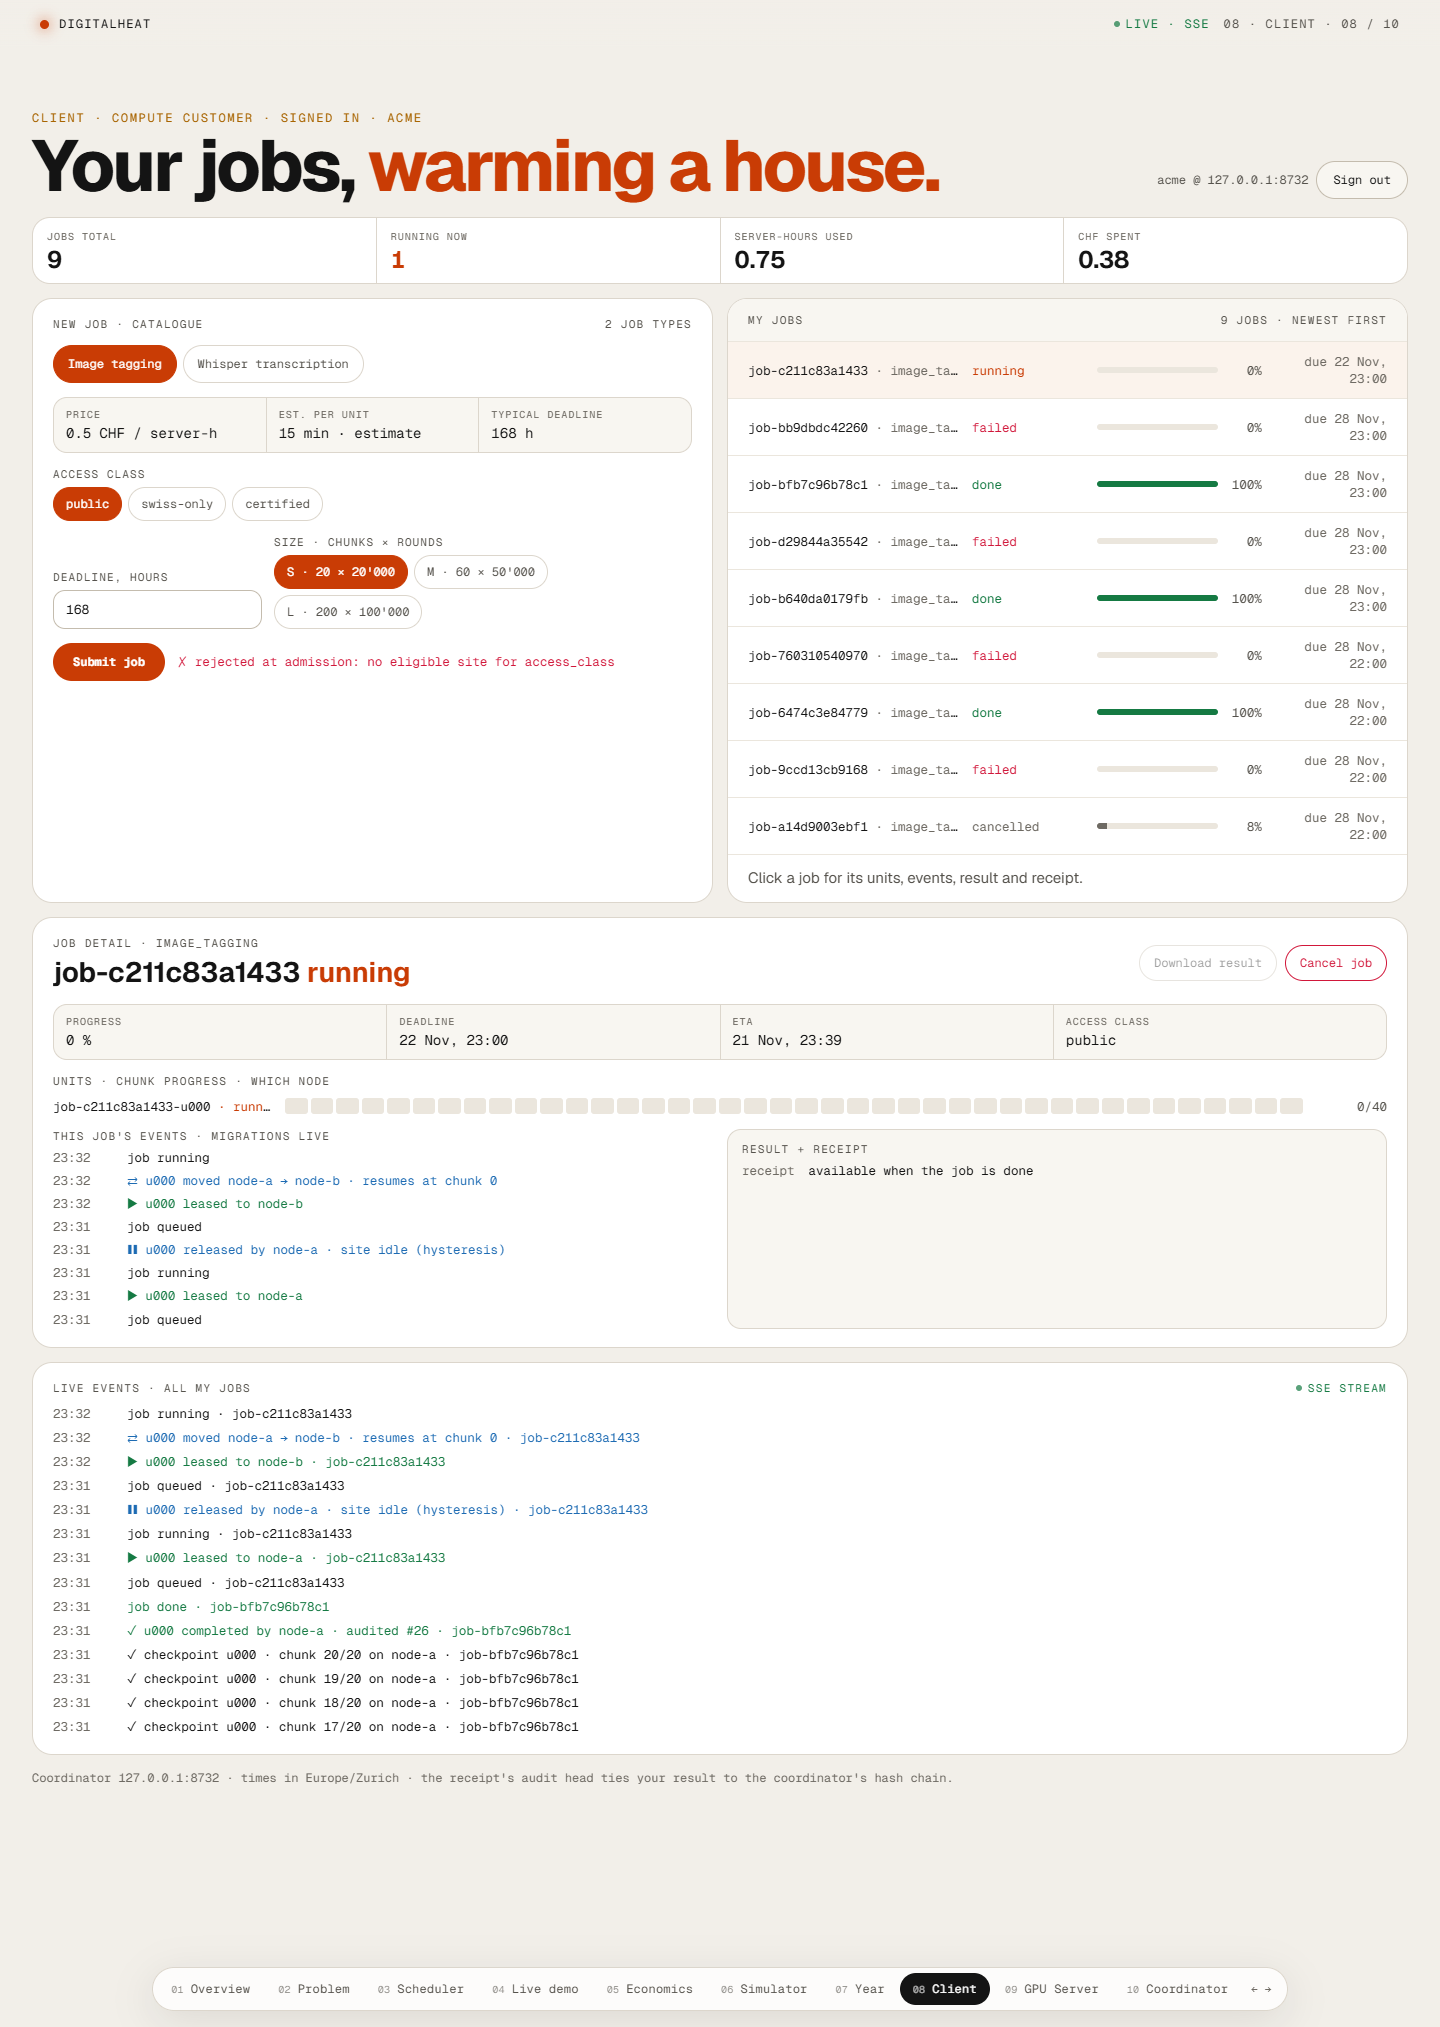 DIGITALHEAT
LIVE · SSE 08 · CLIENT · 08 / 10
CLIENT · COMPUTE CUSTOMER · SIGNED IN · ACME
Your jobs, warming a house.
acme @ 127.0.0.1:8732 Sign out
JOBS TOTAL
9
RUNNING NOW
1
SERVER-HOURS USED
0.75
CHF SPENT
0.38
NEW JOB · CATALOGUE 2 JOB TYPES
Image tagging Whisper transcription
PRICE
0.5 CHF / server-h
EST. PER UNIT
15 min · estimate
TYPICAL DEADLINE
168 h
ACCESS CLASS
public swiss-only certified
DEADLINE, HOURS
168
SIZE · CHUNKS × ROUNDS
S · 20 × 20'000 M · 60 × 50'000
L · 200 × 100'000
Submit job ✗ rejected at admission: no eligible site for access_class
MY JOBS 9 JOBS · NEWEST FIRST
job-c211c83a1433 · image_ta… running 0% due 22 Nov,
23:00
job-bb9dbdc42260 · image_ta… failed 0% due 28 Nov,
23:00
job-bfb7c96b78c1 · image_ta… done 100% due 28 Nov,
23:00
job-d29844a35542 · image_ta… failed 0% due 28 Nov,
23:00
job-b640da0179fb · image_ta… done 100% due 28 Nov,
23:00
job-760310540970 · image_ta… failed 0% due 28 Nov,
22:00
job-6474c3e84779 · image_ta… done 100% due 28 Nov,
22:00
job-9ccd13cb9168 · image_ta… failed 0% due 28 Nov,
22:00
job-a14d9003ebf1 · image_ta… cancelled 8% due 28 Nov,
22:00
Click a job for its units, events, result and receipt.
JOB DETAIL · IMAGE_TAGGING
job-c211c83a1433 running
Download result Cancel job
PROGRESS
0 %
DEADLINE
22 Nov, 23:00
ETA
21 Nov, 23:39
ACCESS CLASS
public
UNITS · CHUNK PROGRESS · WHICH NODE
job-c211c83a1433-u000 · runn… 0/40
THIS JOB'S EVENTS · MIGRATIONS LIVE
23:32 job running
23:32 ⇄ u000 moved node-a → node-b · resumes at chunk 0
23:32 ▶ u000 leased to node-b
23:31 job queued
23:31 ⏸ u000 released by node-a · site idle (hysteresis)
23:31 job running
23:31 ▶ u000 leased to node-a
23:31 job queued
RESULT + RECEIPT
receipt available when the job is done
LIVE EVENTS · ALL MY JOBS SSE STREAM
23:32 job running · job-c211c83a1433
23:32 ⇄ u000 moved node-a → node-b · resumes at chunk 0 · job-c211c83a1433
23:32 ▶ u000 leased to node-b · job-c211c83a1433
23:31 job queued · job-c211c83a1433
23:31 ⏸ u000 released by node-a · site idle (hysteresis) · job-c211c83a1433
23:31 job running · job-c211c83a1433
23:31 ▶ u000 leased to node-a · job-c211c83a1433
23:31 job queued · job-c211c83a1433
23:31 job done · job-bfb7c96b78c1
23:31 ✓ u000 completed by node-a · audited #26 · job-bfb7c96b78c1
23:31 ✓ checkpoint u000 · chunk 20/20 on node-a · job-bfb7c96b78c1
23:31 ✓ checkpoint u000 · chunk 19/20 on node-a · job-bfb7c96b78c1
23:31 ✓ checkpoint u000 · chunk 18/20 on node-a · job-bfb7c96b78c1
23:31 ✓ checkpoint u000 · chunk 17/20 on node-a · job-bfb7c96b78c1
Coordinator 127.0.0.1:8732 · times in Europe/Zurich · the receipt's audit head ties your result to the coordinator's hash chain.
01 Overview 02 Problem 03 Scheduler 04 Live demo 05 Economics 06 Simulator 07 Year 08 Client 09 GPU Server 10 Coordinator ← →